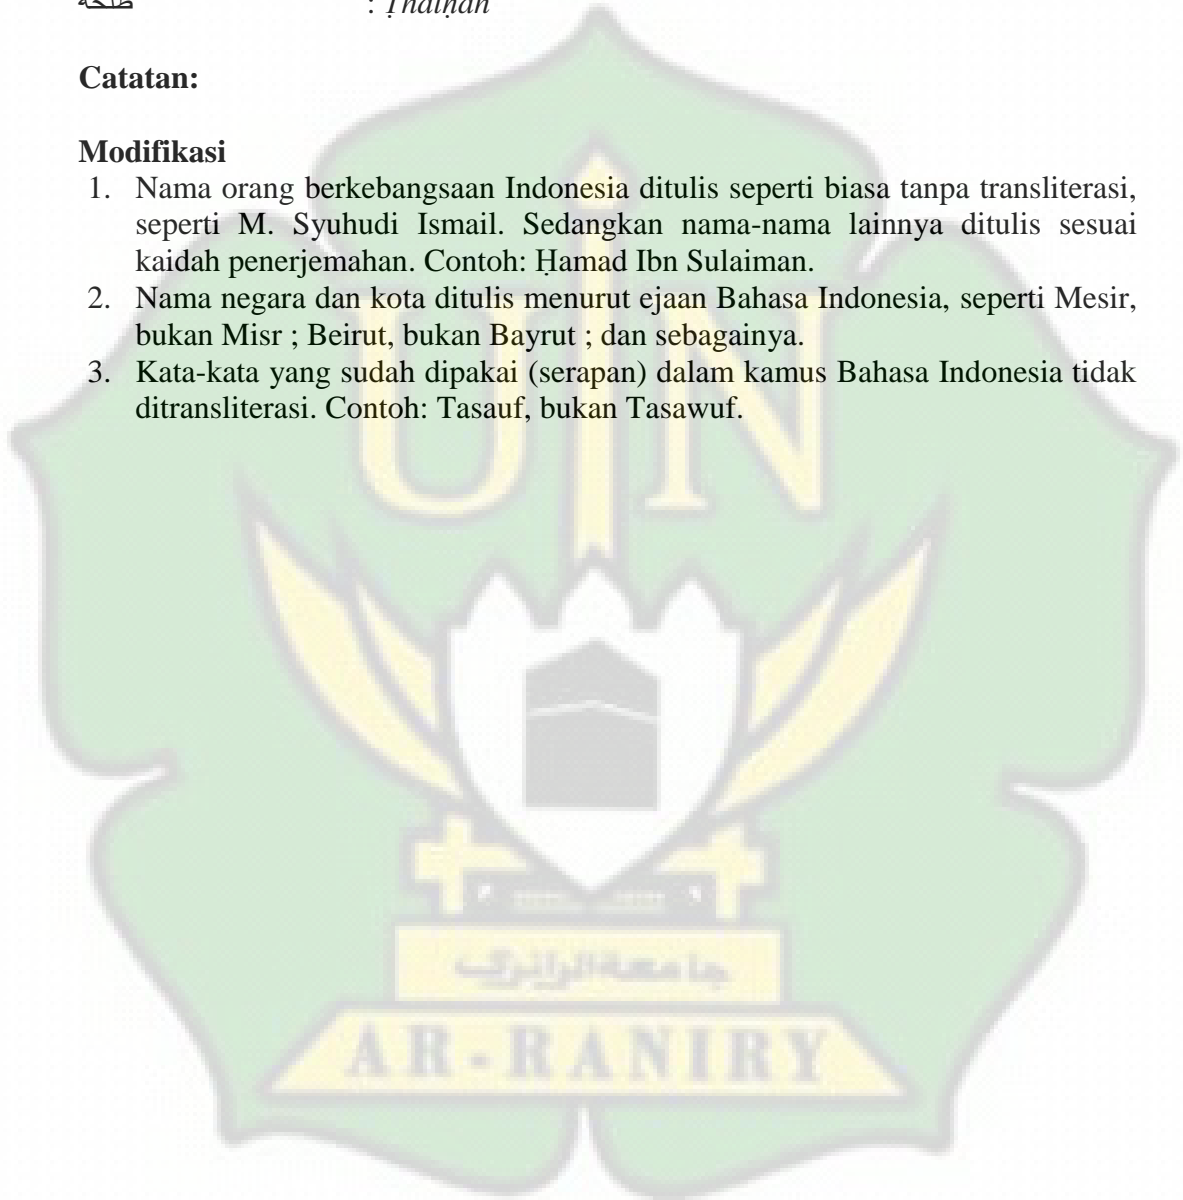 : Ṭhalḥah
Catatan:
Modifikasi
1. Nama orang berkebangsaan Indonesia ditulis seperti biasa tanpa transliterasi,
seperti M. Syuhudi Ismail. Sedangkan nama-nama lainnya ditulis sesuai
kaidah penerjemahan. Contoh: Ḥamad Ibn Sulaiman.
2. Nama negara dan kota ditulis menurut ejaan Bahasa Indonesia, seperti Mesir,
bukan Misr ; Beirut, bukan Bayrut ; dan sebagainya.
3. Kata-kata yang sudah dipakai (serapan) dalam kamus Bahasa Indonesia tidak
ditransliterasi. Contoh: Tasauf, bukan Tasawuf.
UIN
جامعة الرانري
AR-RANIRY